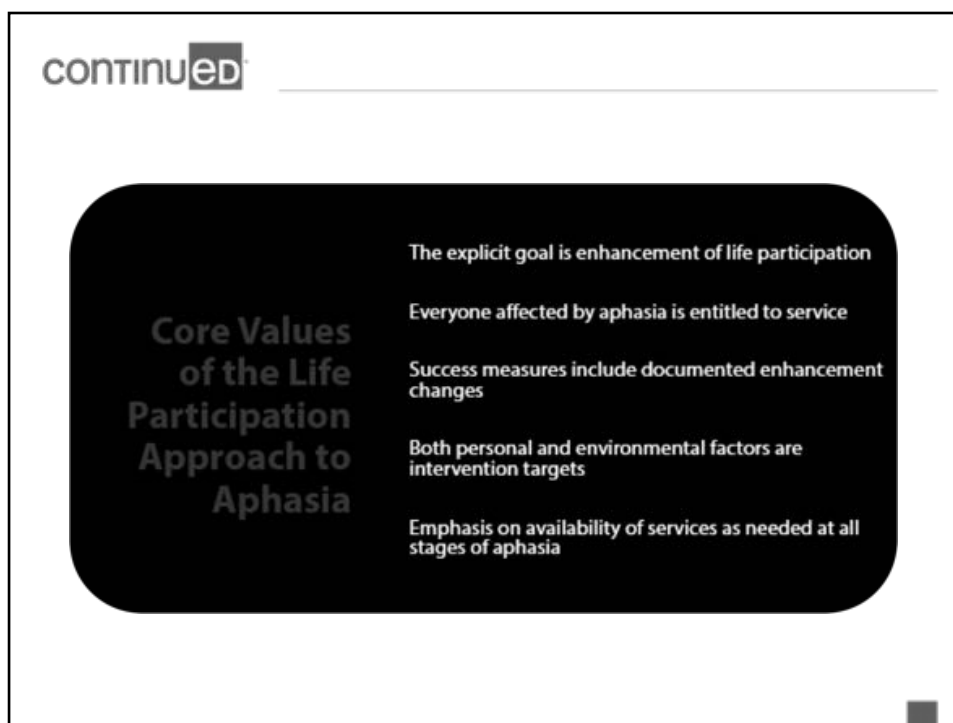 continued
Core Values
of the Life
Participation
Approach to
Aphasia
The explicit goal is enhancement of life participation
Everyone affected by aphasia is entitled to service
Success measures include documented enhancement
changes
Both personal and environmental factors are
intervention targets
Emphasis on availability of services as needed at all
stages of aphasia